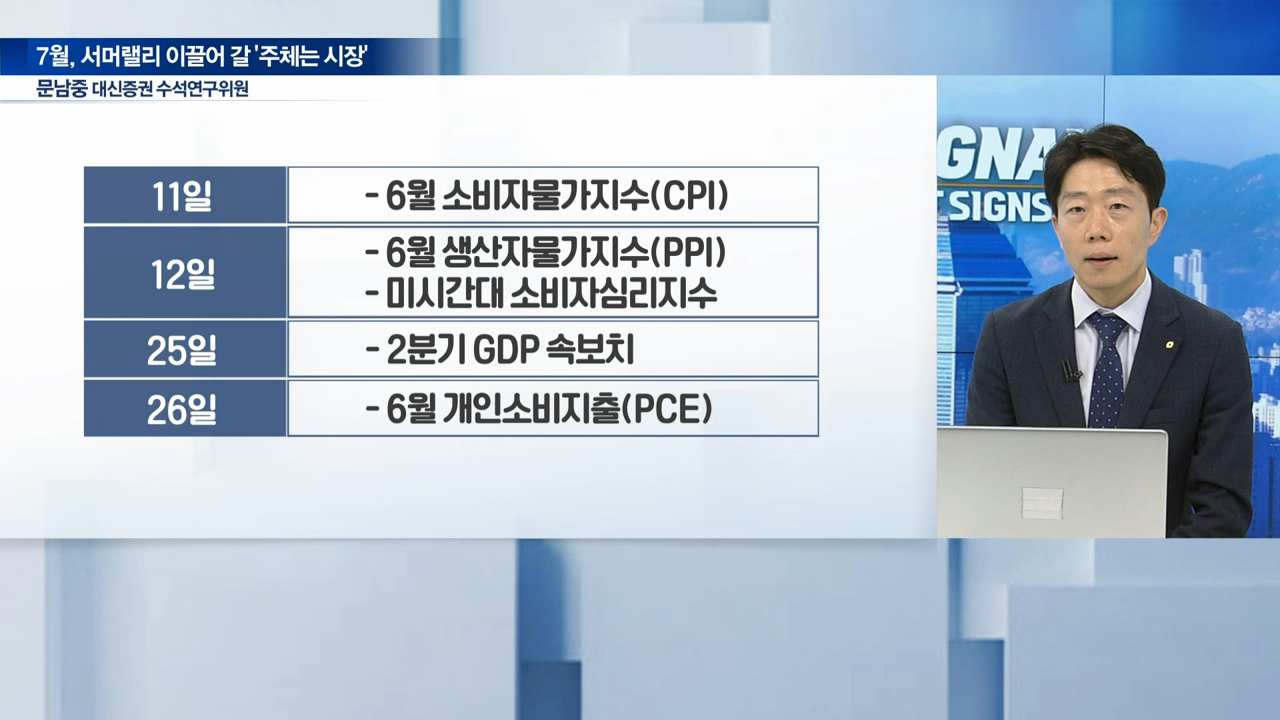 7월, 서머랠리 이끌어 갈 '주체는 시장'
문남중 대신증권 수석연구위원
11일
- 6월 소비자물가지수(CPI)
12일
- 6월 생산자물가지수(PPI)
- 미시간대 소비자심리지수
25일
- 2분기 GDP 속보치
26일
- 6월 개인소비지출(PCE)
SIGNS